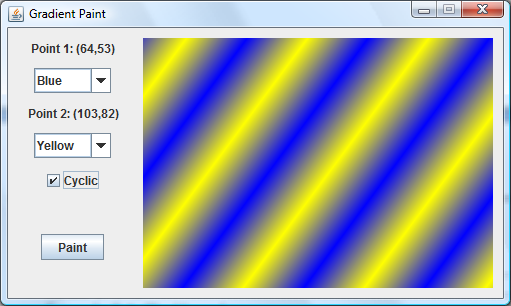 Gradient Paint
Point 1: (64,53)
Blue
Point 2: (103,82)
Yellow
Cyclic
Paint